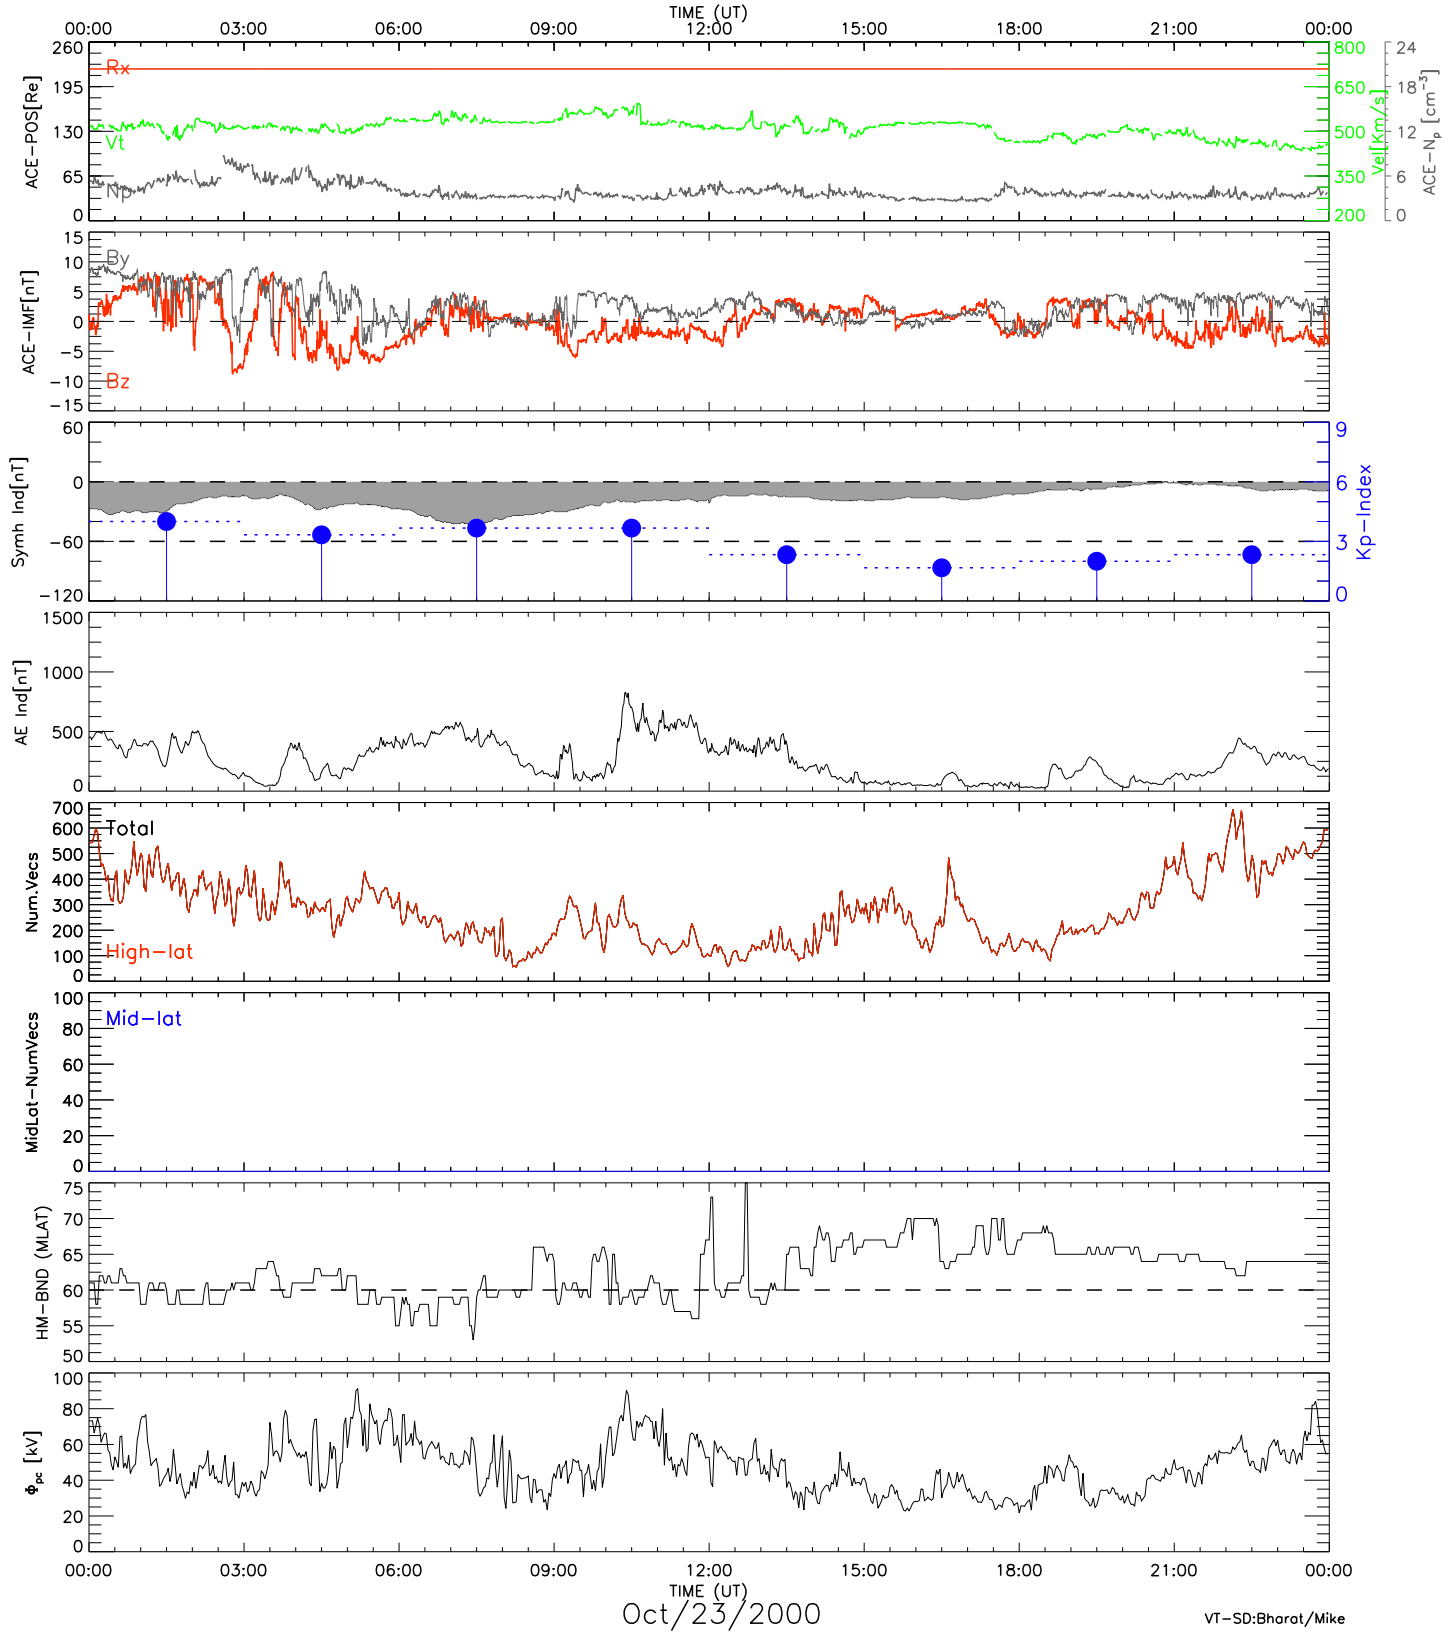 TIME (UT)
00:00 03:00 06:00 09:00 12:00 15:00 18:00 21:00 00:00
260 195 130 65 0
ACE-POS[Re]
Rx
Vt
Np
800 650 500 350 200
Vel[Km/s]
24 18 12 6 0
ACE-Np [cm-3]
15 10 5 0 -5 -10 -15
ACE-IMF[nT]
By
Bz
60 0 -60 -120
Symh Ind[nT]
9 6 3 0
Kp-Index
1500 1000 500 0
AE Ind[nT]
700 600 500 400 300 200 100 0
Num.Vecs
Total
High-lat
100 80 60 40 20 0
MidLat-NumVecs
Mid-lat
75 70 65 60 55 50
HM-BND (MLAT)
100 80 60 40 20 0
Φpc [kV]
00:00 03:00 06:00 09:00 12:00 15:00 18:00 21:00 00:00
TIME (UT)
Oct/23/2000
VT-SD:Bharat/Mike